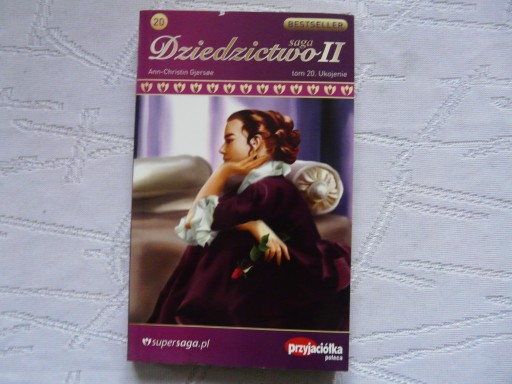 20
BESTSELLER
saga
Dziedzictwo II
Ann-Christin Gjersøe
tom 20. Ukojenie
supersaga.pl
przyjaciółka
poleca